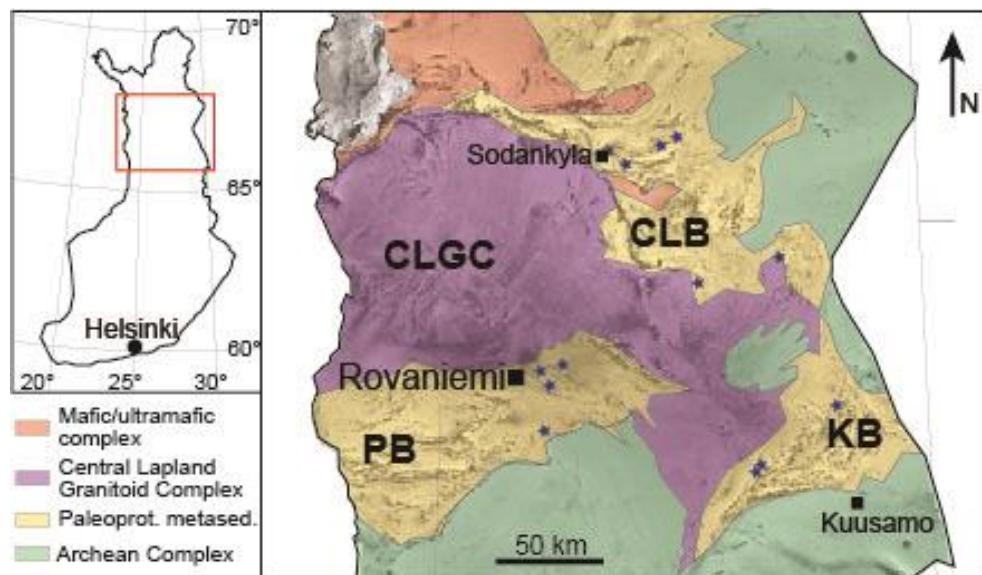 70°
65°
Helsinki
60°
20°
25°
30°
Mafic/ultramafic
complex
Central Lapland
Granitoid Complex
Paleoprot. metased.
Archean Complex
N
Sodankyla
CLB
CLGC
Rovaniemi
PB
KB
Kuusamo
50 km